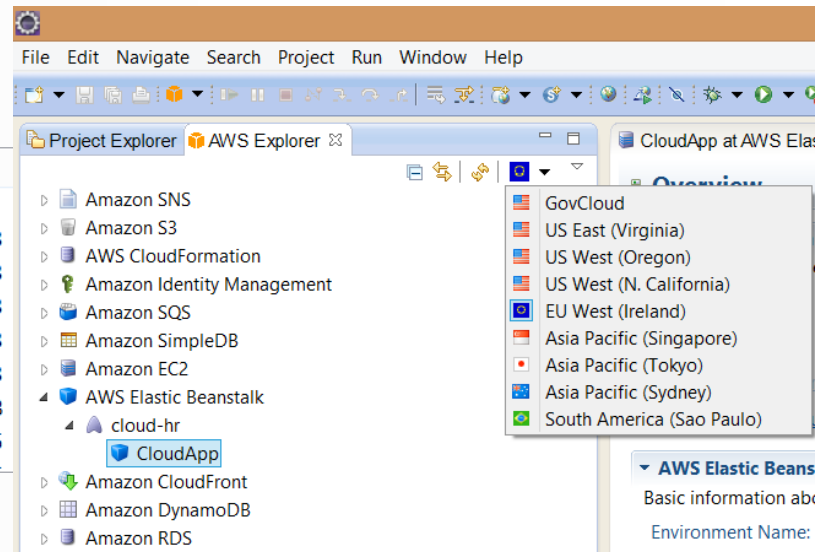 File Edit Navigate Search Project Run Window Help
Project Explorer AWS Explorer
Amazon SNS
Amazon S3
AWS CloudFormation
Amazon Identity Management
Amazon SQS
Amazon SimpleDB
Amazon EC2
AWS Elastic Beanstalk
cloud-hr
CloudApp
Amazon CloudFront
Amazon DynamoDB
Amazon RDS
GovCloud
US East (Virginia)
US West (Oregon)
US West (N. California)
EU West (Ireland)
Asia Pacific (Singapore)
Asia Pacific (Tokyo)
Asia Pacific (Sydney)
South America (Sao Paulo)
CloudApp at AWS Elas
Overview
AWS Elastic Beans
Basic information abo
Environment Name: